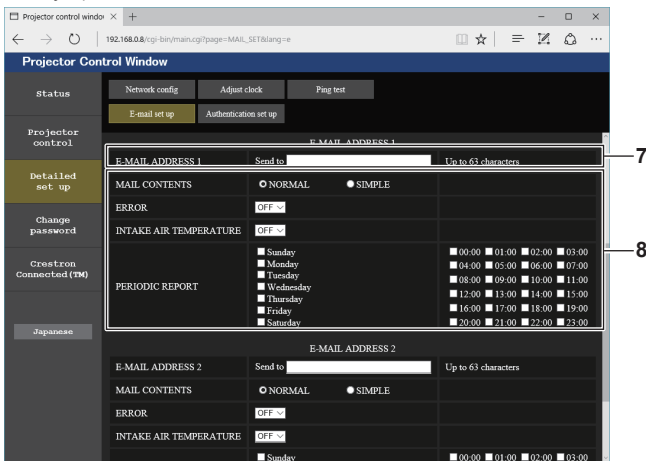 Projector control window
192.168.0.8/cgi-bin/main.cgi?page=MAIL_SET&lang=e
Projector Control Window
Status
Projector
control
Detailed
set up
Change
password
Crestron
Connected(TM)
Japanese
Network config Adjust clock Ping test
E-mail set up Authentication set up
E-MAIL ADDRESS 1
E-MAIL ADDRESS 1 Send to Up to 63 characters
7
MAIL CONTENTS NORMAL SIMPLE
ERROR OFF
INTAKE AIR TEMPERATURE OFF
8
PERIODIC REPORT
Sunday
Monday
Tuesday
Wednesday
Thursday
Friday
Saturday
00:00 01:00 02:00 03:00
04:00 05:00 06:00 07:00
08:00 09:00 10:00 11:00
12:00 13:00 14:00 15:00
16:00 17:00 18:00 19:00
20:00 21:00 22:00 23:00
E-MAIL ADDRESS 2
E-MAIL ADDRESS 2 Send to Up to 63 characters
MAIL CONTENTS NORMAL SIMPLE
ERROR OFF
INTAKE AIR TEMPERATURE OFF
Sunday 00:00 01:00 02:00 03:00